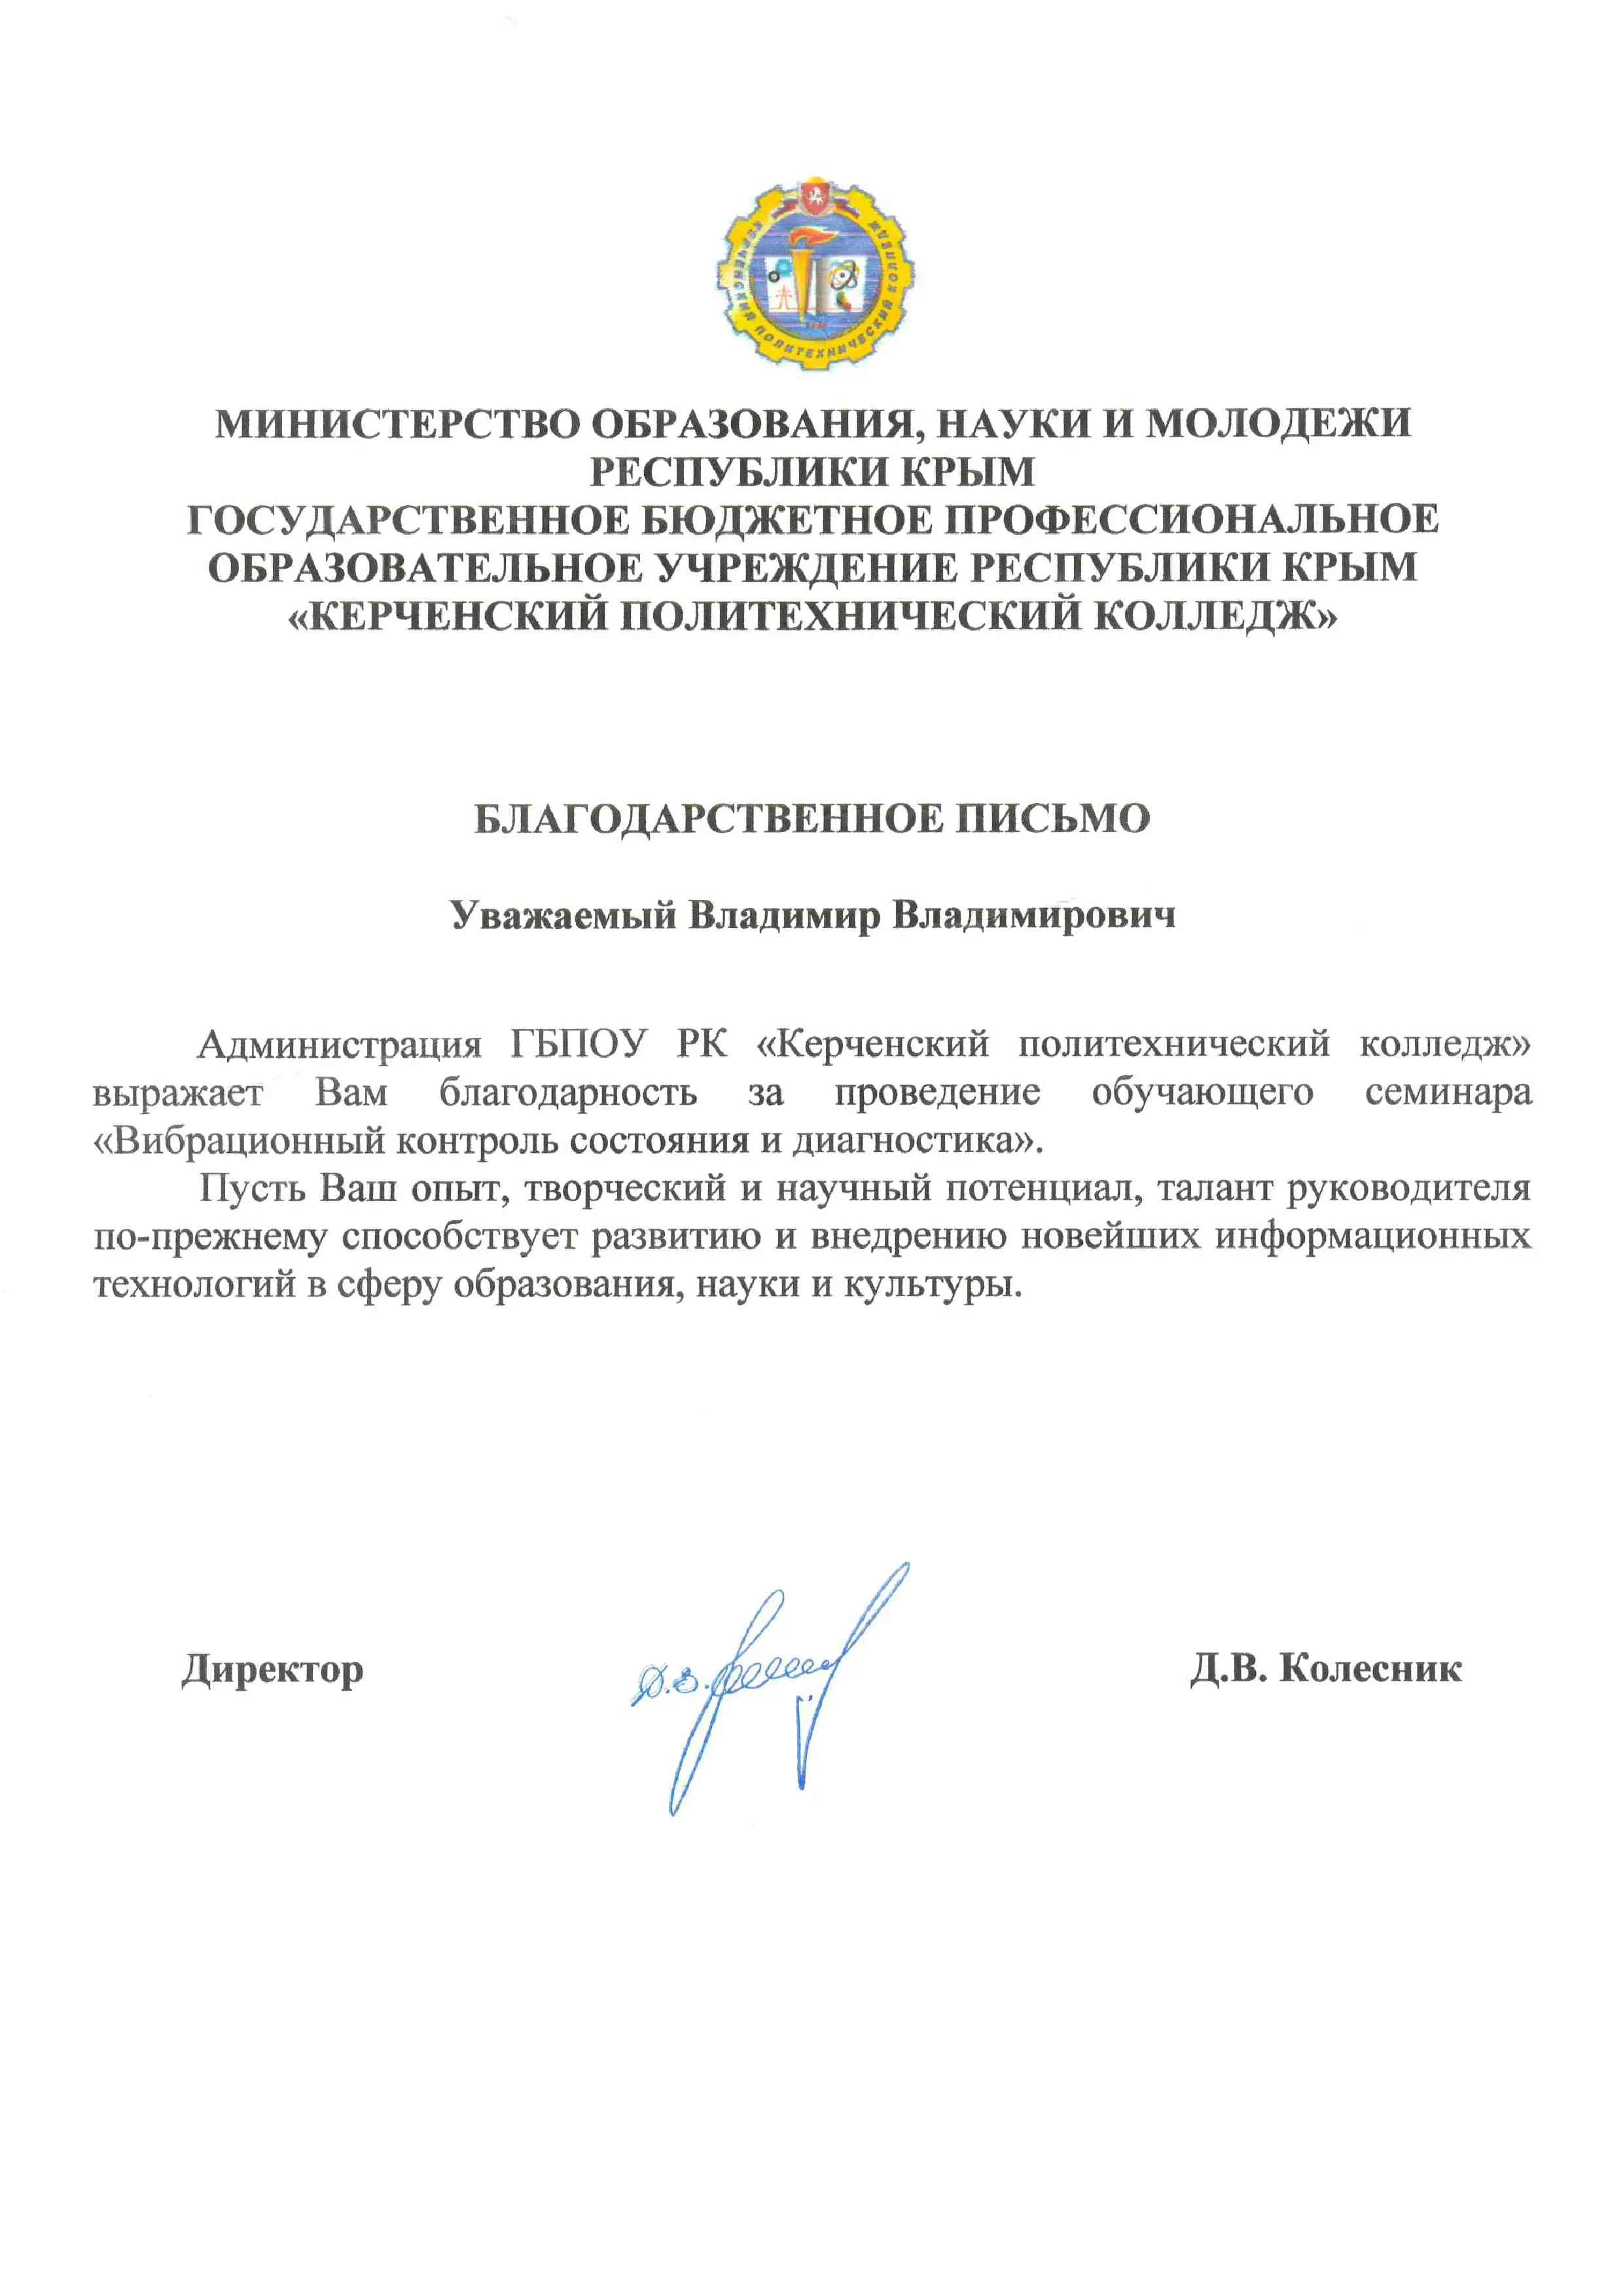 КЕРЧЕНСКИЙ ПОЛИТЕХНИЧЕСКИЙ КОЛЛЕДЖ
МИНИСТЕРСТВО ОБРАЗОВАНИЯ, НАУКИ И МОЛОДЕЖИ
РЕСПУБЛИКИ КРЫМ
ГОСУДАРСТВЕННОЕ БЮДЖЕТНОЕ ПРОФЕССИОНАЛЬНОЕ
ОБРАЗОВАТЕЛЬНОЕ УЧРЕЖДЕНИЕ РЕСПУБЛИКИ КРЫМ
«КЕРЧЕНСКИЙ ПОЛИТЕХНИЧЕСКИЙ КОЛЛЕДЖ»
БЛАГОДАРСТВЕННОЕ ПИСЬМО
Уважаемый Владимир Владимирович
Администрация ГБПОУ РК «Керченский политехнический колледж»
выражает Вам благодарность за проведение обучающего семинара
«Вибрационный контроль состояния и диагностика».
Пусть Ваш опыт, творческий и научный потенциал, талант руководителя
по-прежнему способствует развитию и внедрению новейших информационных
технологий в сферу образования, науки и культуры.
Директор Д.В. Колесник